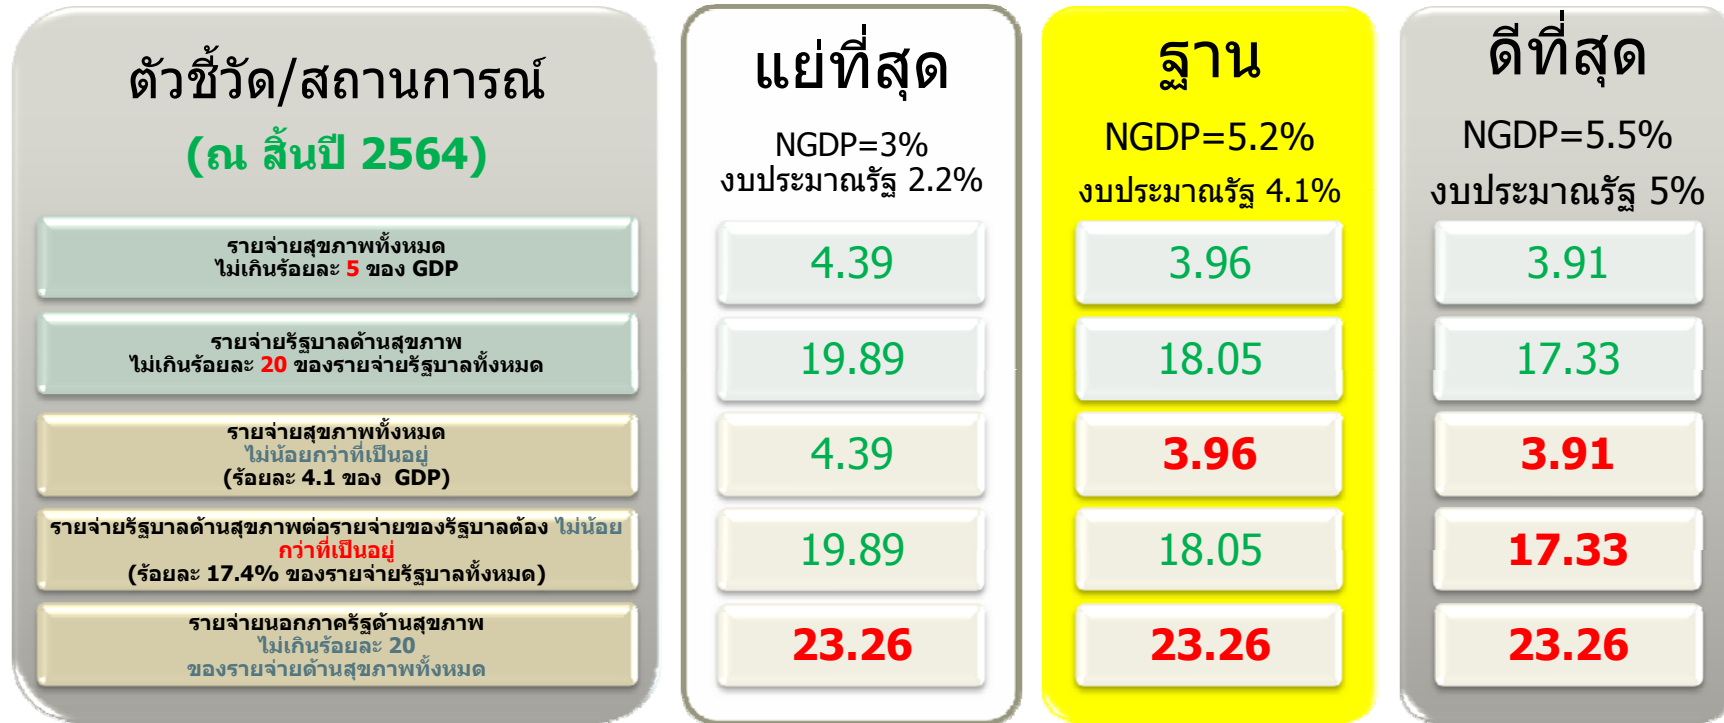 ตัวชี้วัด/สถานการณ์
(ณ สิ้นปี 2564)
แย่ที่สุด
NGDP=3%
งบประมาณรัฐ 2.2%
ฐาน
NGDP=5.2%
งบประมาณรัฐ 4.1%
ดีที่สุด
NGDP=5.5%
งบประมาณรัฐ 5%
รายจ่ายสุขภาพทั้งหมด
ไม่เกินร้อยละ 5 ของ GDP
4.39
3.96
3.91
รายจ่ายรัฐบาลด้านสุขภาพ
ไม่เกินร้อยละ 20 ของรายจ่ายรัฐบาลทั้งหมด
19.89
18.05
17.33
รายจ่ายสุขภาพทั้งหมด
ไม่น้อยกว่าที่เป็นอยู่
(ร้อยละ 4.1 ของ GDP)
4.39
3.96
3.91
รายจ่ายรัฐบาลด้านสุขภาพต่อรายจ่ายของรัฐบาลต้อง ไม่น้อย
กว่าที่เป็นอยู่
(ร้อยละ 17.4% ของรายจ่ายรัฐบาลทั้งหมด)
19.89
18.05
17.33
รายจ่ายนอกภาครัฐด้านสุขภาพ
ไม่เกินร้อยละ 20
ของรายจ่ายด้านสุขภาพทั้งหมด
23.26
23.26
23.26